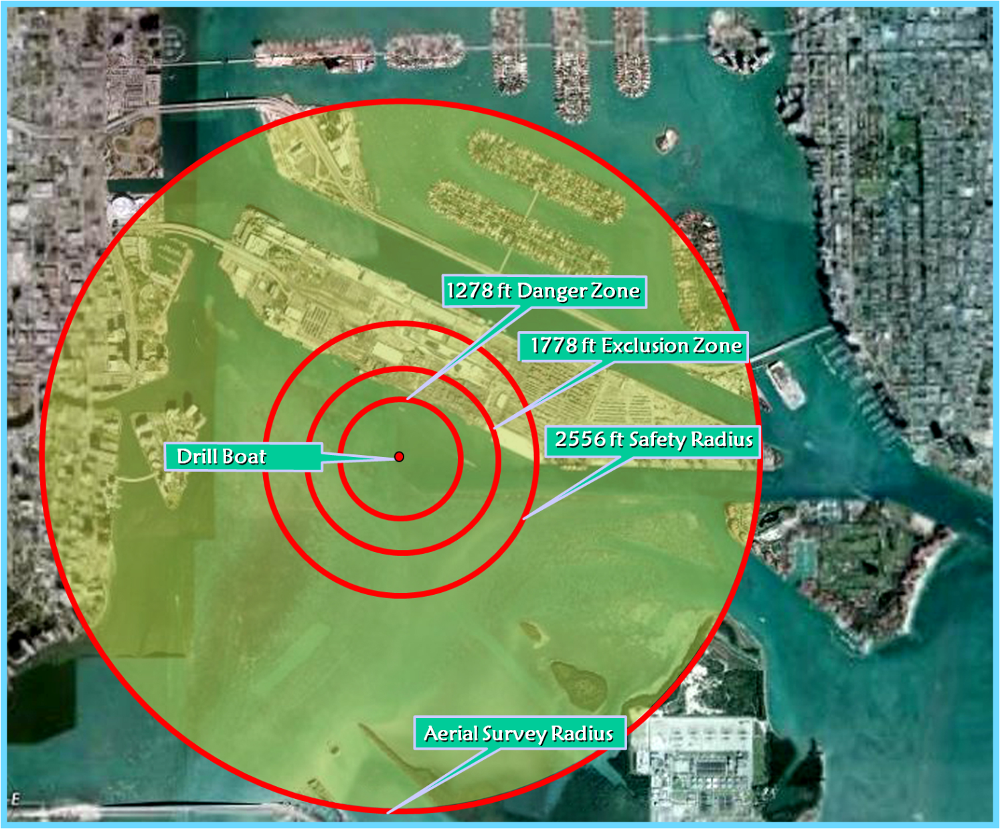 1278 ft Danger Zone
1778 ft Exclusion Zone
2556 ft Safety Radius
Drill Boat
Aerial Survey Radius
E